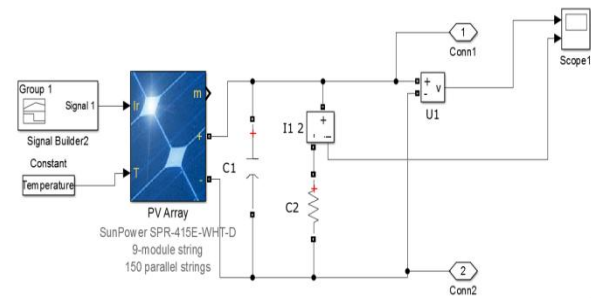 1
Conn1
Scope1
Group 1
Signal 1
Signal Builder2
Ir
m
+
+
-
v
U1
Constant
Temperature
T
-
C1
I1 2
+
-
i
C2
PV Array
SunPower SPR-415E-WHT-D
9-module string
150 parallel strings
2
Conn2